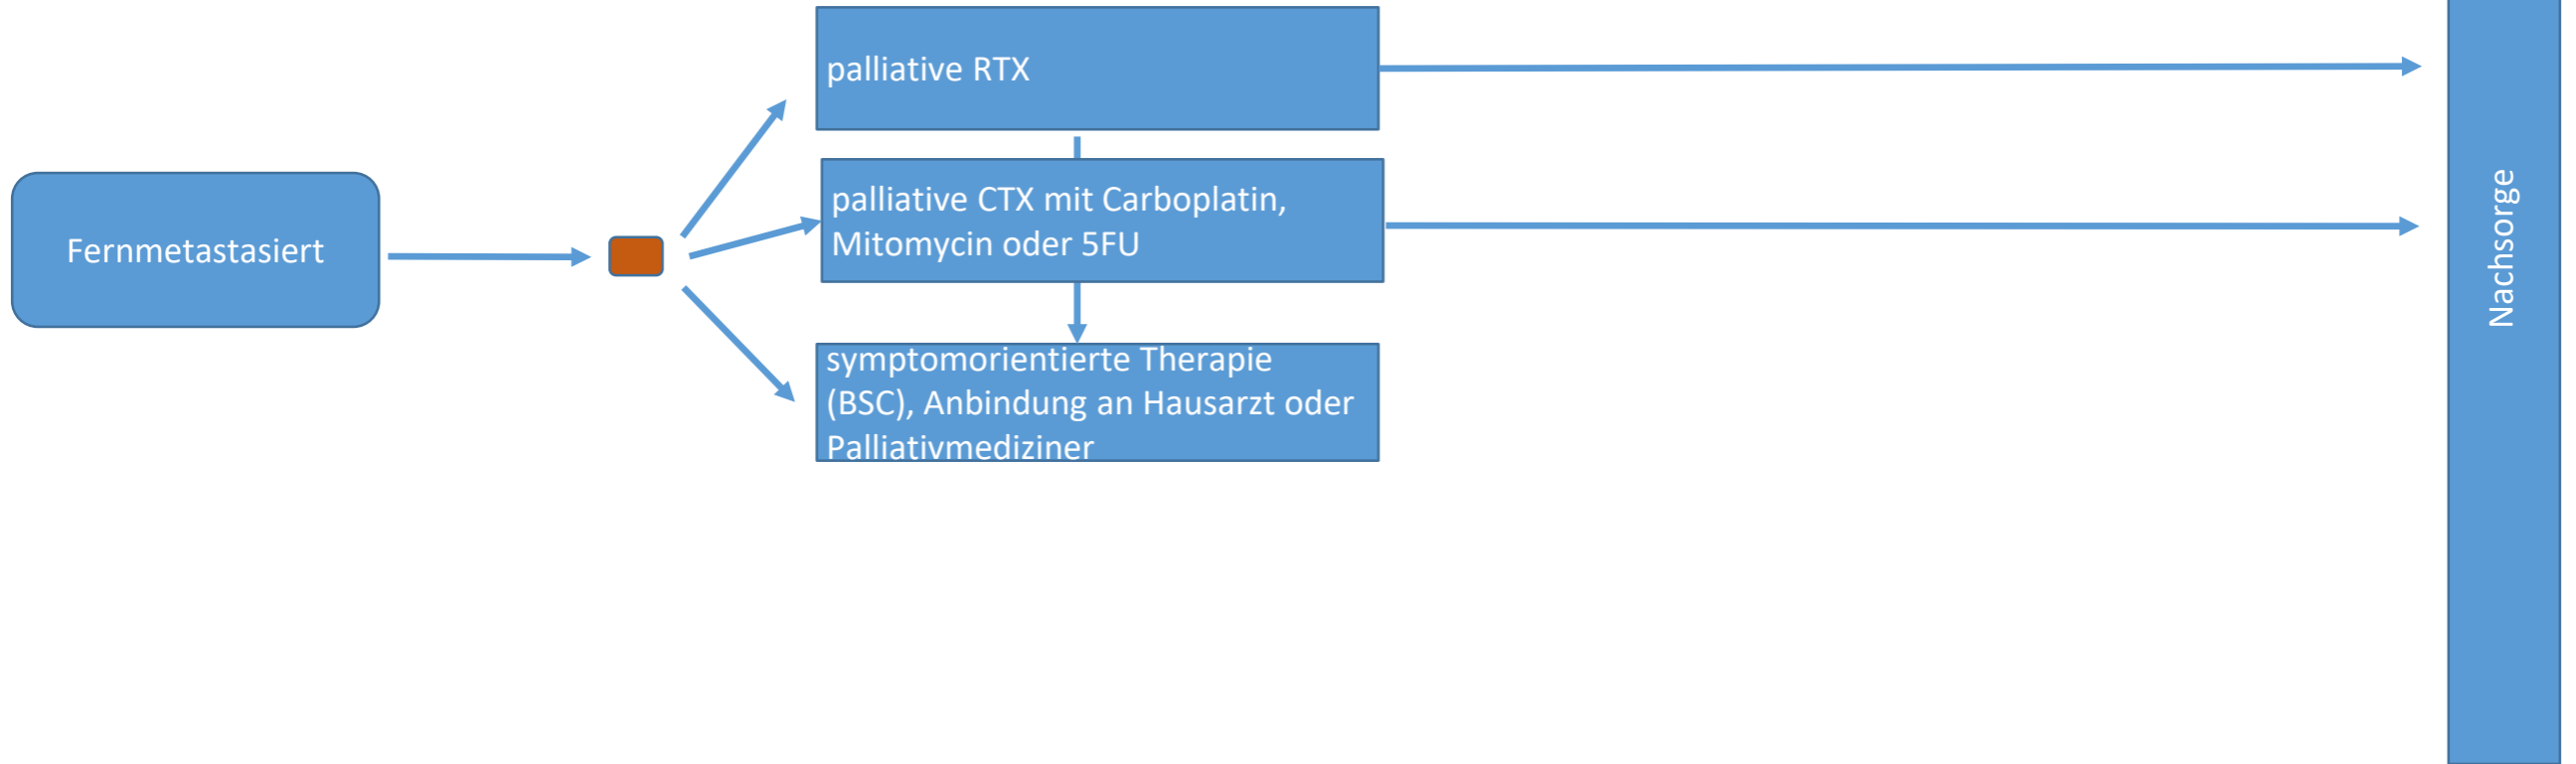 palliative RTX
palliative CTX mit Carboplatin,
Mitomycin oder 5FU
Fernmetastasiert
symptomorientierte Therapie
(BSC), Anbindung an Hausarzt oder
Palliativmediziner
Nachsorge